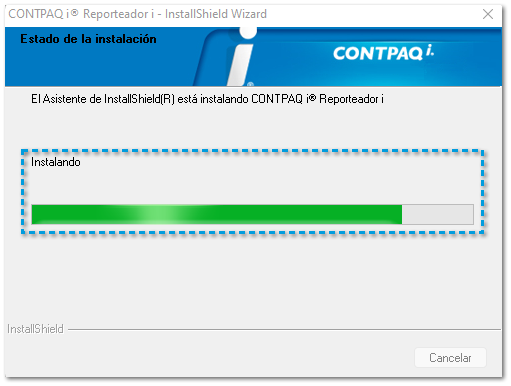 CONTPAQ i® Reporteador i - InstallShield Wizard
Estado de la instalación
CONTPAQ i.
El Asistente de InstallShield(R) está instalando CONTPAQ i® Reporteador i
Instalando
InstallShield
Cancelar